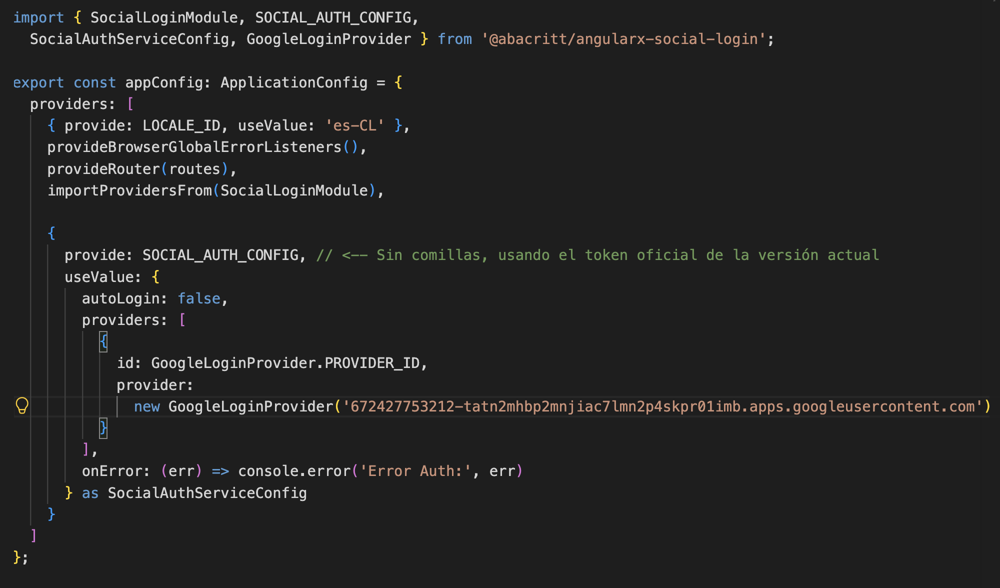 import { SocialLoginModule, SOCIAL_AUTH_CONFIG,
  SocialAuthServiceConfig, GoogleLoginProvider } from '@abacritt/angularx-social-login';

export const appConfig: ApplicationConfig = {
  providers: [
    { provide: LOCALE_ID, useValue: 'es-CL' },
    provideBrowserGlobalErrorListeners(),
    provideRouter(routes),
    importProvidersFrom(SocialLoginModule),

    {
      provide: SOCIAL_AUTH_CONFIG, // <-- Sin comillas, usando el token oficial de la versión actual
      useValue: {
        autoLogin: false,
        providers: [
          {
            id: GoogleLoginProvider.PROVIDER_ID,
            provider:
              new GoogleLoginProvider('672427753212-tatn2mhbp2mnjiac7lmn2p4skpr01imb.apps.googleusercontent.com')
          }
        ],
        onError: (err) => console.error('Error Auth:', err)
      } as SocialAuthServiceConfig
    }
  ]
};